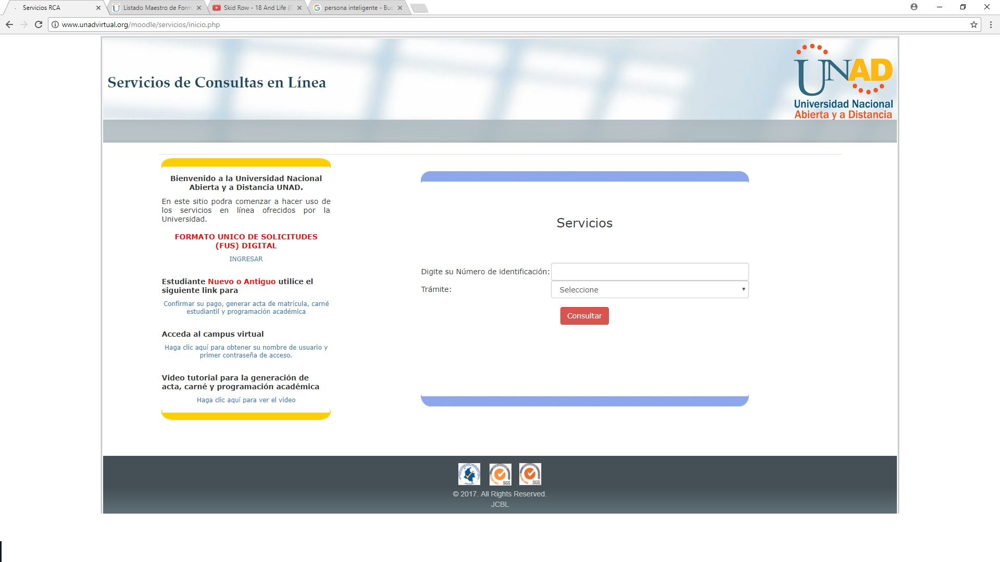 Servicios RCA
Listado Maestro de Form
Skid Row - 18 And Life (
persona inteligente - Bus
www.unadvirtual.org/moodle/servicios/inicio.php
Servicios de Consultas en Línea
UNAD
Universidad Nacional
Abierta y a Distancia
Bienvenido a la Universidad Nacional
Abierta y a Distancia UNAD.
En este sitio podra comenzar a hacer uso de
los servicios en línea ofrecidos por la
Universidad.
FORMATO UNICO DE SOLICITUDES
(FUS) DIGITAL
INGRESAR
Estudiante Nuevo o Antiguo utilice el
siguiente link para
Confirmar su pago, generar acta de matrícula, carné
estudiantil y programación académica
Acceda al campus virtual
Haga clic aquí para obtener su nombre de usuario y
primer contraseña de acceso.
Video tutorial para la generación de
acta, carné y programación académica
Haga clic aquí para ver el video
Servicios
Digite su Número de identificación:
Trámite:
Seleccione
Consultar
SGS
SGS
© 2017. All Rights Reserved.
JCBL